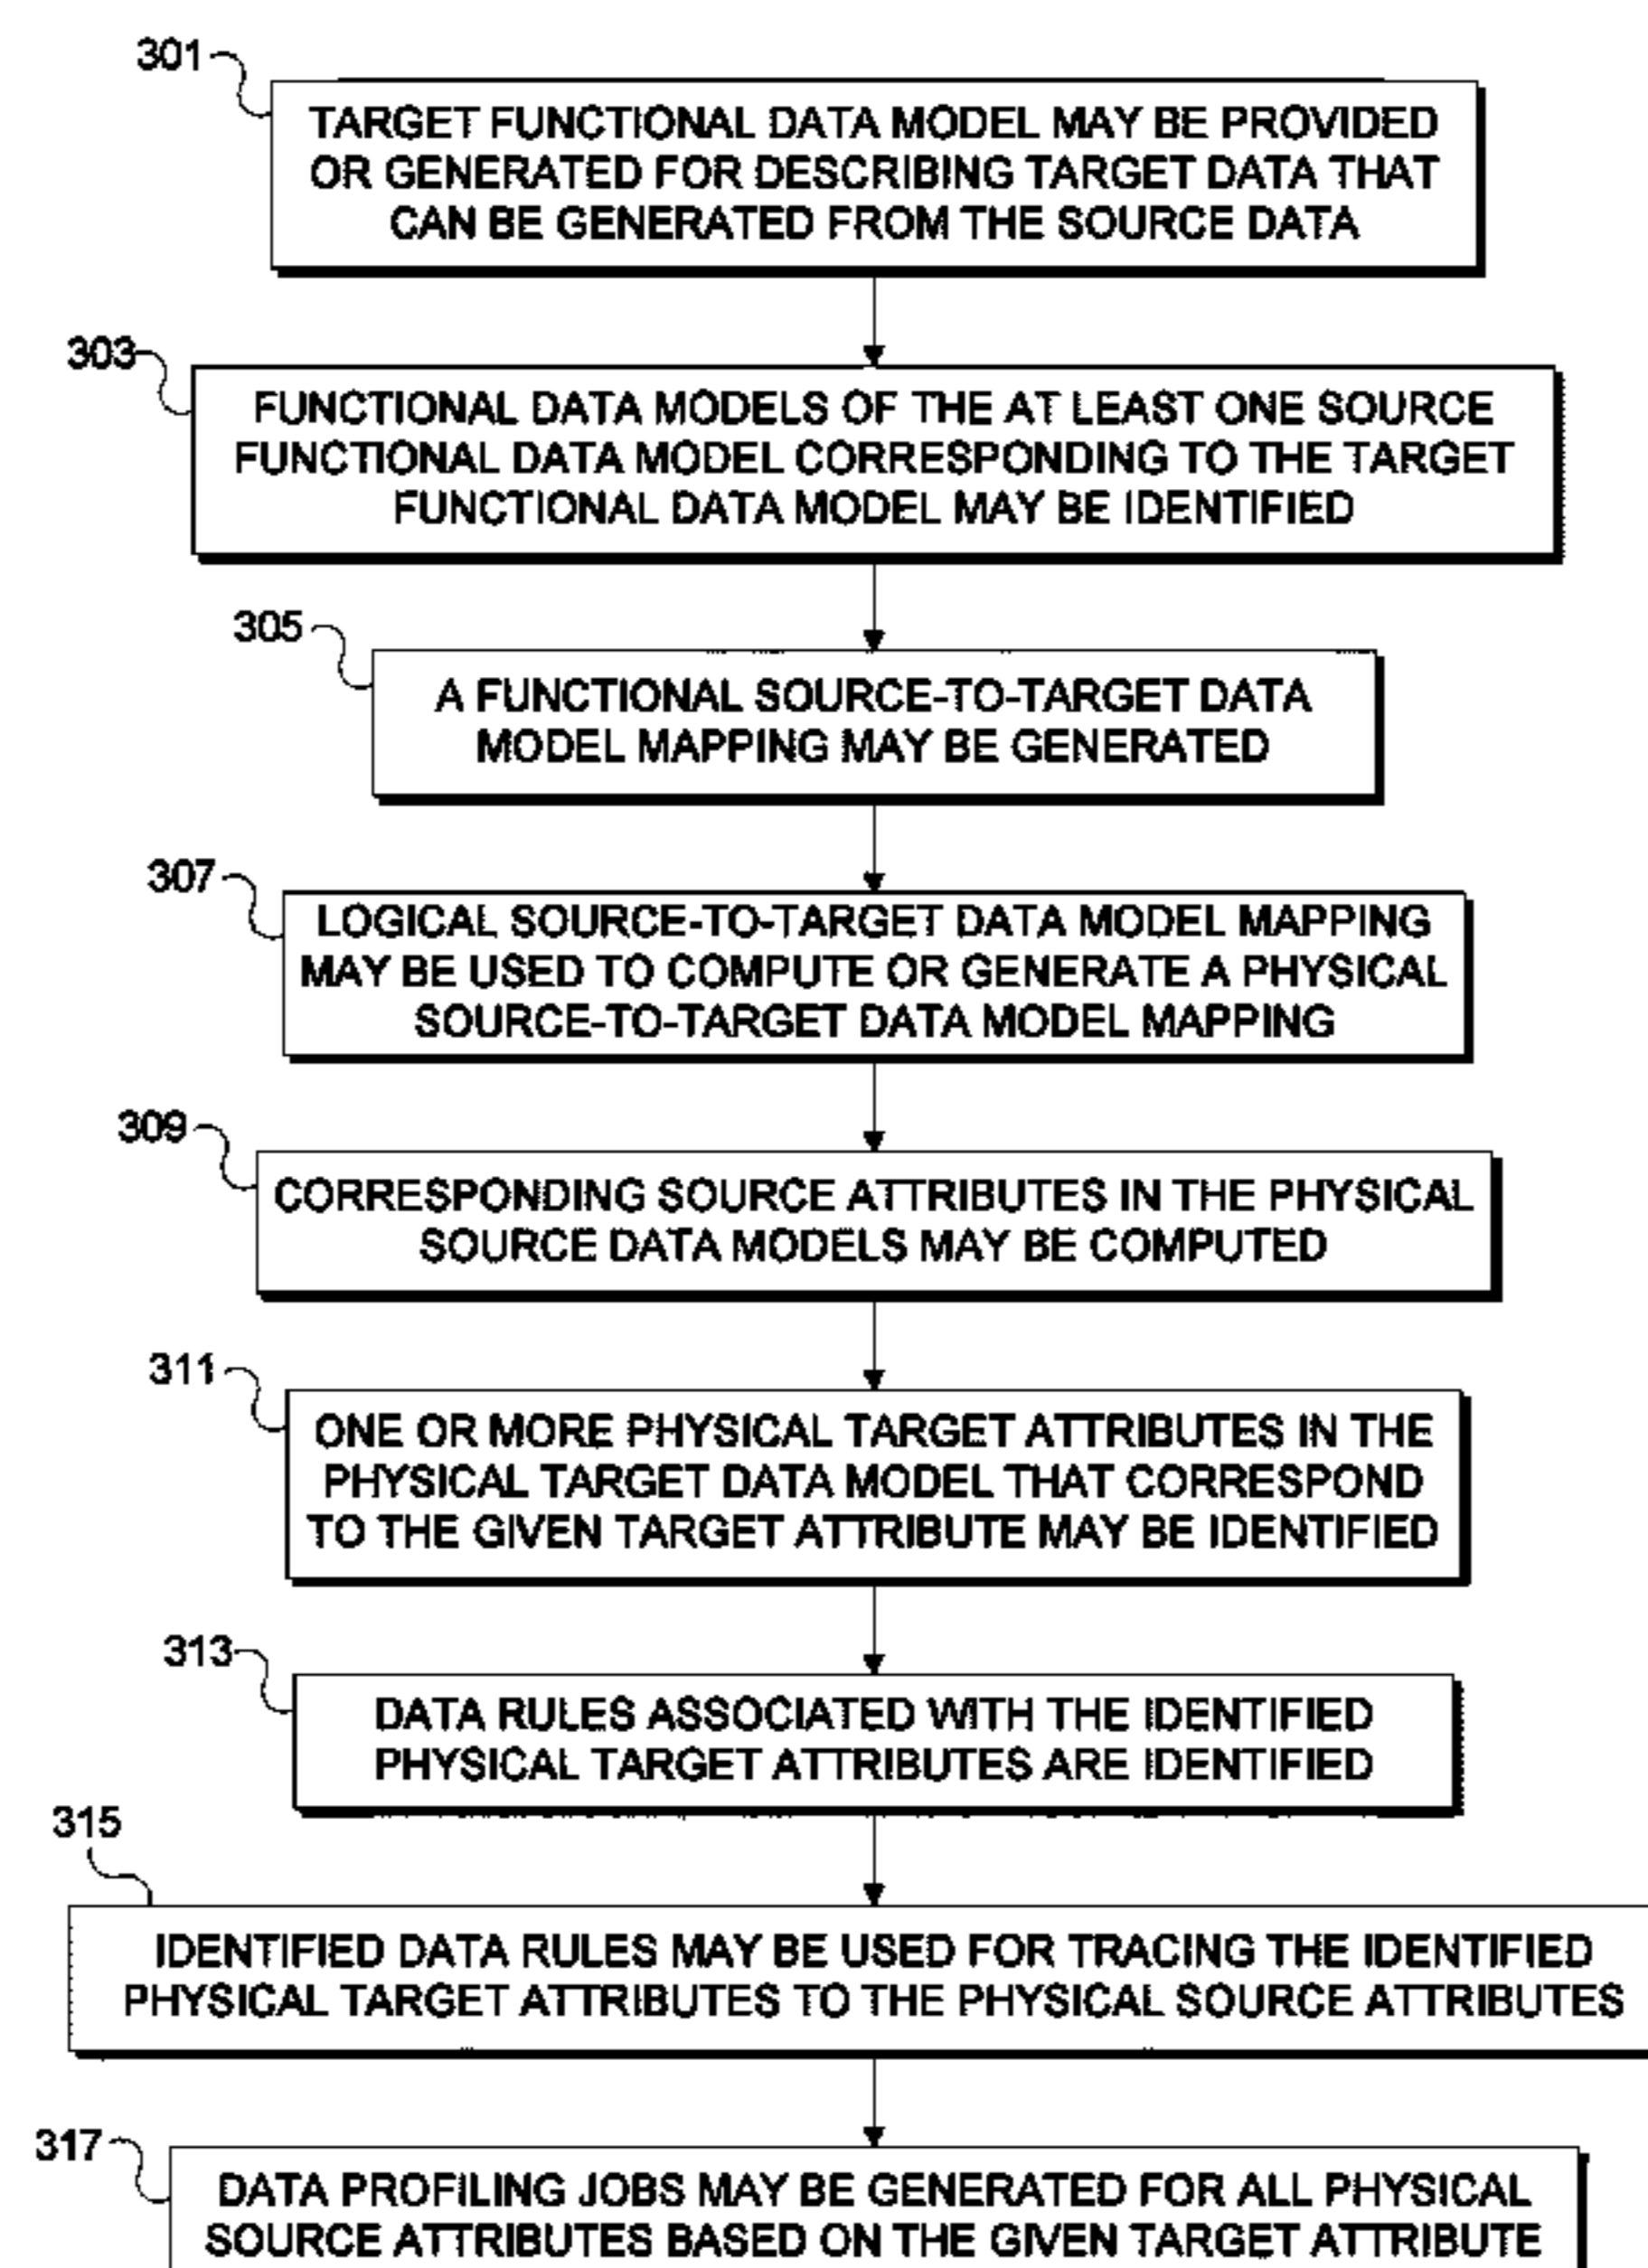 301
TARGET FUNCTIONAL DATA MODEL MAY BE PROVIDED
OR GENERATED FOR DESCRIBING TARGET DATA THAT
CAN BE GENERATED FROM THE SOURCE DATA
303
FUNCTIONAL DATA MODELS OF THE AT LEAST ONE SOURCE
FUNCTIONAL DATA MODEL CORRESPONDING TO THE TARGET
FUNCTIONAL DATA MODEL MAY BE IDENTIFIED
305
A FUNCTIONAL SOURCE-TO-TARGET DATA
MODEL MAPPING MAY BE GENERATED
307
LOGICAL SOURCE-TO-TARGET DATA MODEL MAPPING
MAY BE USED TO COMPUTE OR GENERATE A PHYSICAL
SOURCE-TO-TARGET DATA MODEL MAPPING
309
CORRESPONDING SOURCE ATTRIBUTES IN THE PHYSICAL
SOURCE DATA MODELS MAY BE COMPUTED
311
ONE OR MORE PHYSICAL TARGET ATTRIBUTES IN THE
PHYSICAL TARGET DATA MODEL THAT CORRESPOND
TO THE GIVEN TARGET ATTRIBUTE MAY BE IDENTIFIED
313
DATA RULES ASSOCIATED WITH THE IDENTIFIED
PHYSICAL TARGET ATTRIBUTES ARE IDENTIFIED
315
IDENTIFIED DATA RULES MAY BE USED FOR TRACING THE IDENTIFIED
PHYSICAL TARGET ATTRIBUTES TO THE PHYSICAL SOURCE ATTRIBUTES
317
DATA PROFILING JOBS MAY BE GENERATED FOR ALL PHYSICAL
SOURCE ATTRIBUTES BASED ON THE GIVEN TARGET ATTRIBUTE